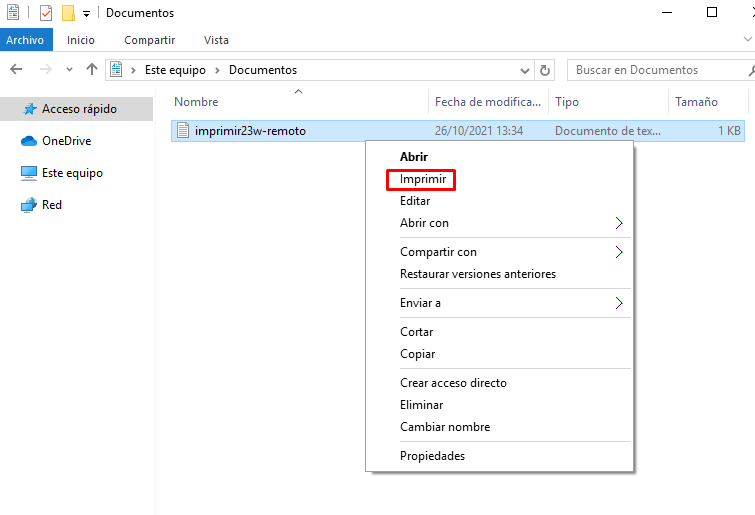 Documentos
Archivo Inicio Compartir Vista
Este equipo Documentos Buscar en Documentos
Acceso rápido
OneDrive
Este equipo
Red
Nombre Fecha de modifica... Tipo Tamaño
imprimir23w-remoto 26/10/2021 13:34 Documento de tex... 1 KB
Abrir
Imprimir
Editar
Abrir con
Compartir con
Restaurar versiones anteriores
Enviar a
Cortar
Copiar
Crear acceso directo
Eliminar
Cambiar nombre
Propiedades